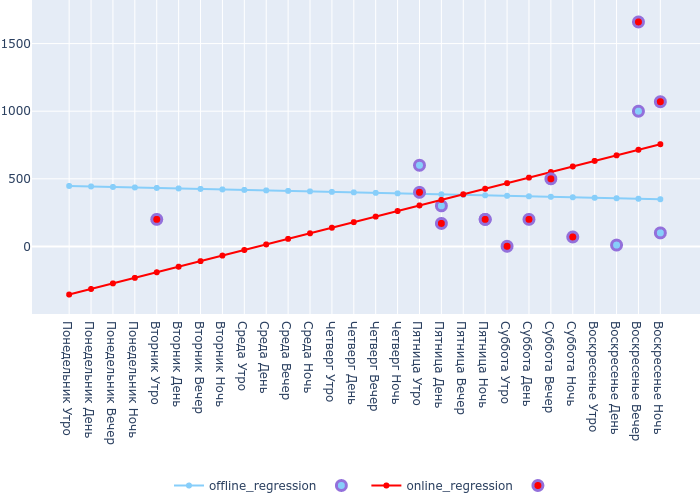 1500
1000
500
0
Понедельник Утро
Понедельник День
Понедельник Вечер
Понедельник Ночь
Вторник Утро
Вторник День
Вторник Вечер
Вторник Ночь
Среда Утро
Среда День
Среда Вечер
Среда Ночь
Четверг Утро
Четверг День
Четверг Вечер
Четверг Ночь
Пятница Утро
Пятница День
Пятница Вечер
Пятница Ночь
Суббота Утро
Суббота День
Суббота Вечер
Суббота Ночь
Воскресенье Утро
Воскресенье День
Воскресенье Вечер
Воскресенье Ночь
offline_regression online_regression